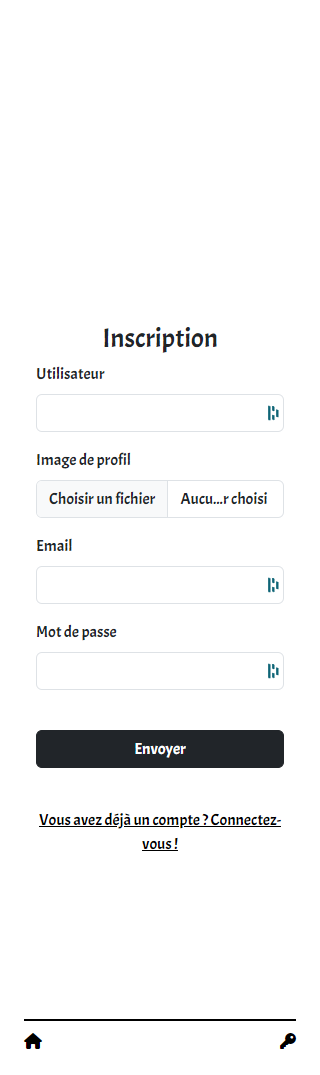 Inscription
Utilisateur
Image de profil
Choisir un fichier Aucu...r choisi
Email
Mot de passe
Envoyer
Vous avez déjà un compte ? Connectez-
vous !